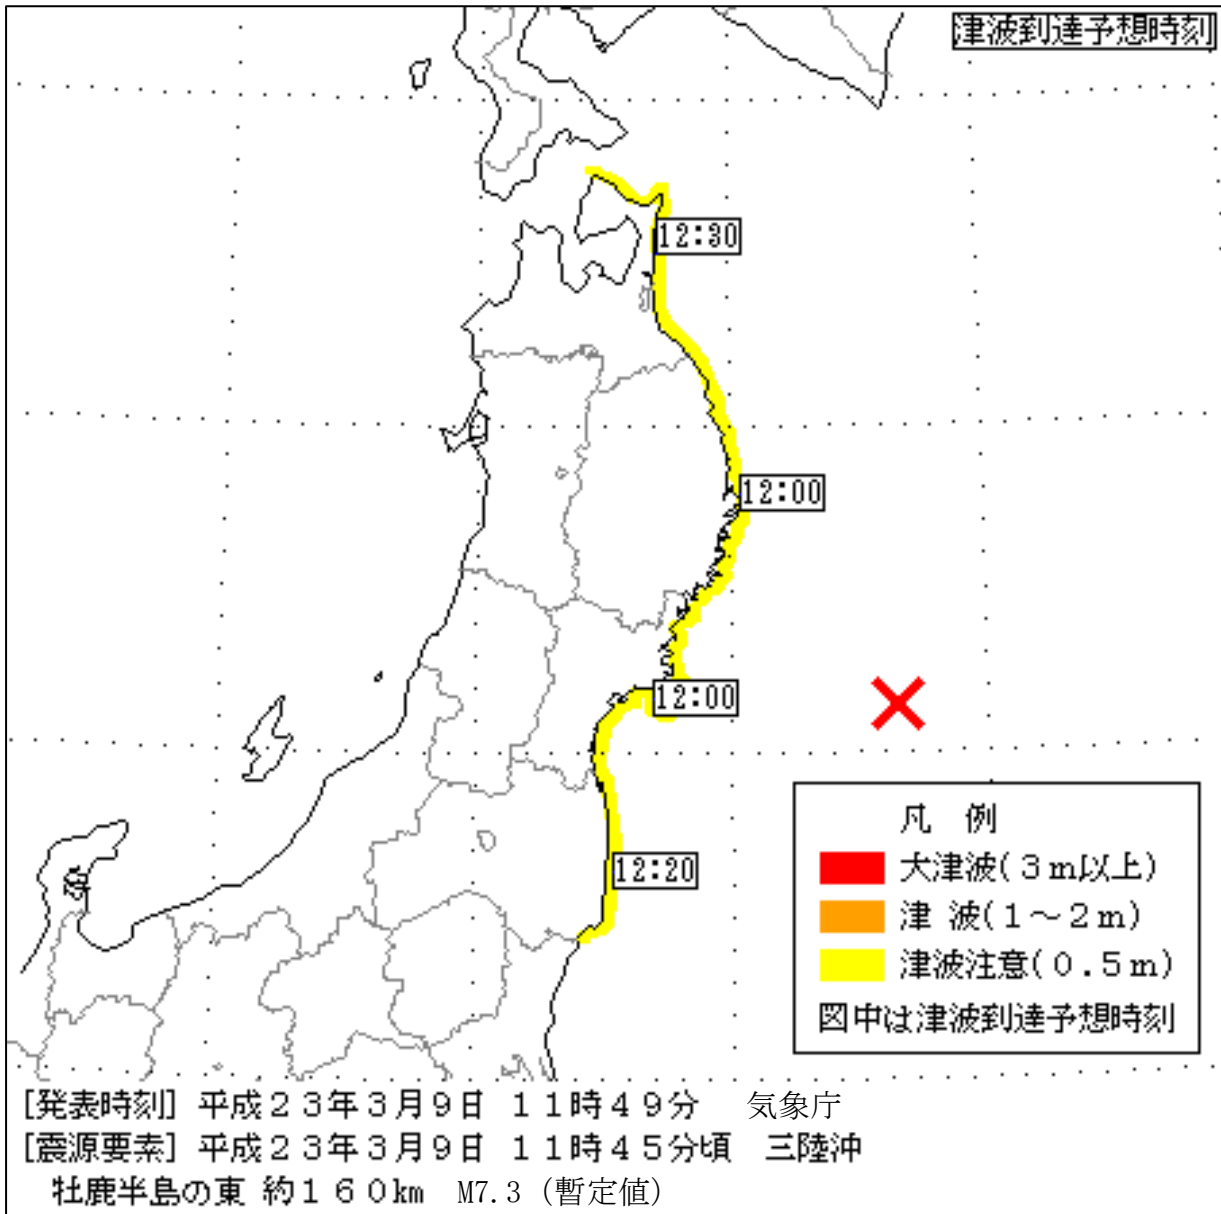 津波到達予想時刻
12:30
12:00
12:00
12:20
凡 例
大津波(３ｍ以上)
津 波(１～２ｍ)
津波注意(０.５ｍ)
図中は津波到達予想時刻
[発表時刻] 平成２３年３月９日 １１時４９分 気象庁
[震源要素] 平成２３年３月９日 １１時４５分頃 三陸沖
牡鹿半島の東 約１６０km M7.3 (暫定値)